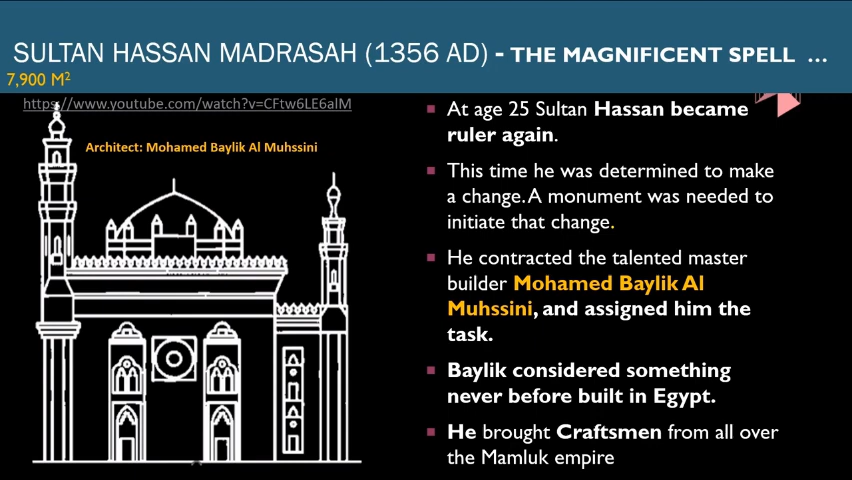 SULTAN HASSAN MADRASAH (1356 AD) - THE MAGNIFICENT SPELL ...
7,900 M²
https://www.youtube.com/watch?v=CFtw6LE6alM
Architect: Mohamed Baylik Al Muhssini
At age 25 Sultan Hassan became
ruler again.
This time he was determined to make
a change. A monument was needed to
initiate that change.
He contracted the talented master
builder Mohamed Baylik Al
Muhssini, and assigned him the
task.
Baylik considered something
never before built in Egypt.
He brought Craftsmen from all over
the Mamluk empire